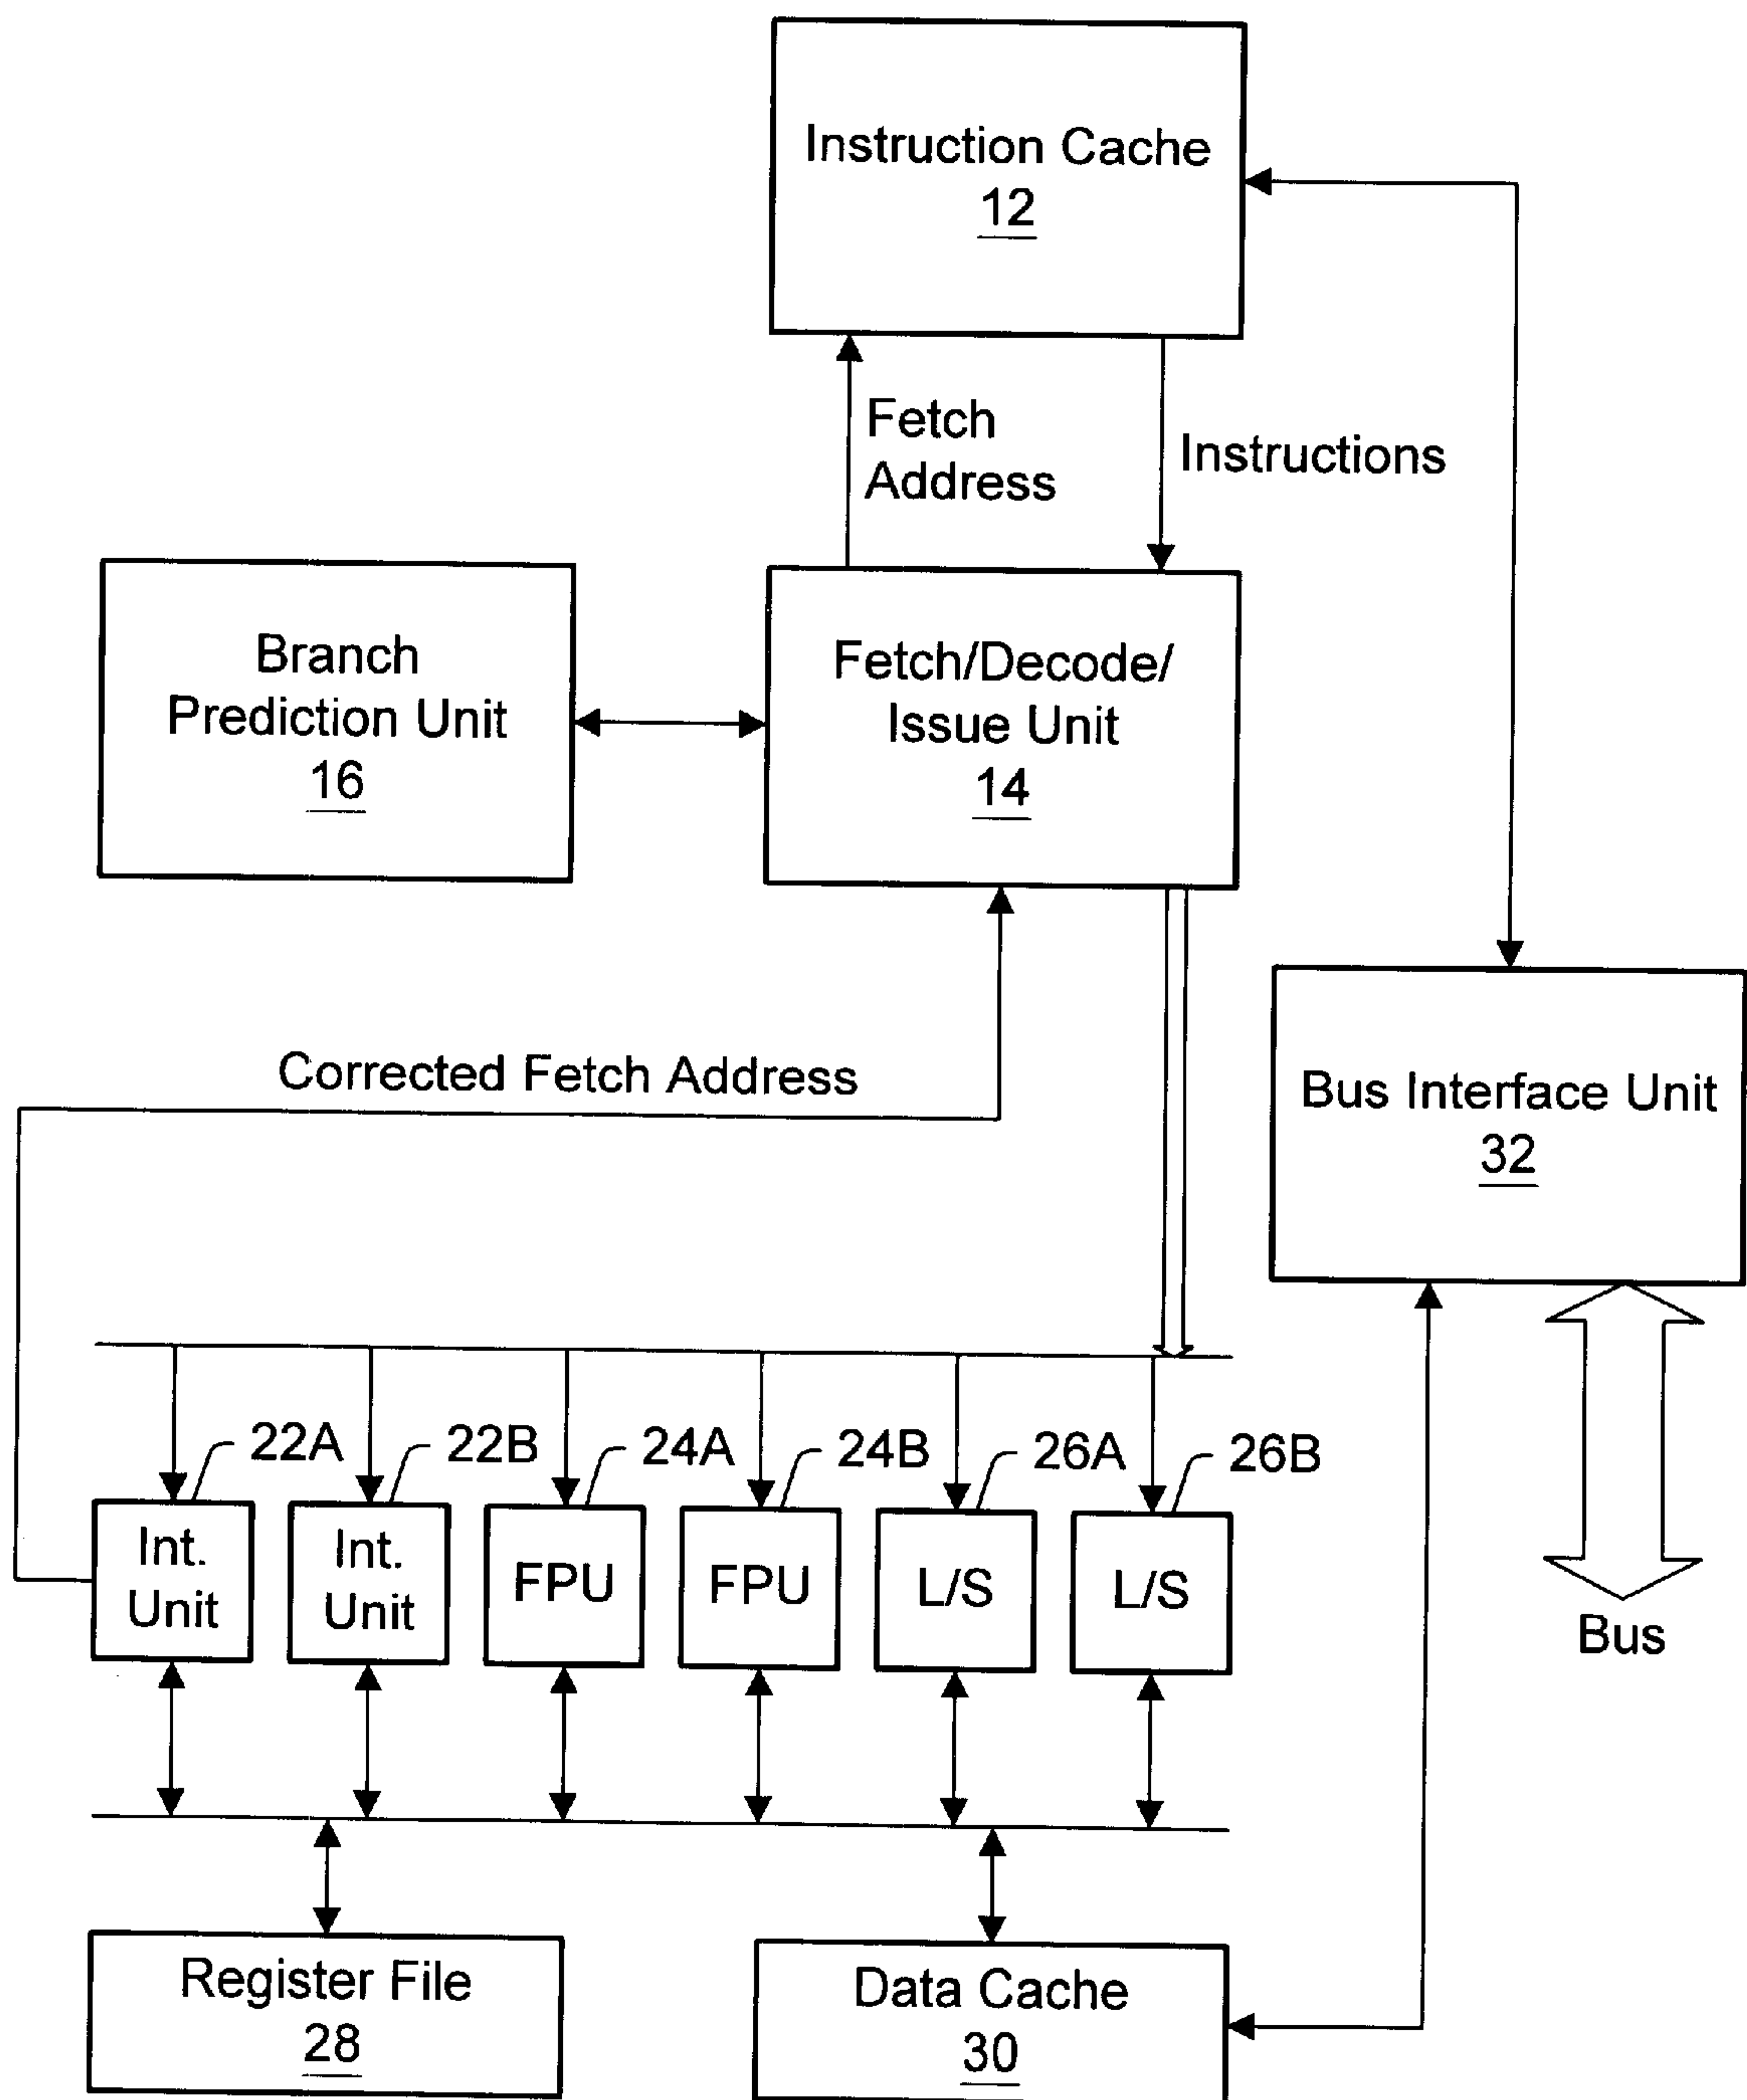 Instruction Cache
12
Fetch
Address
Instructions
Branch
Prediction Unit
16
Fetch/Decode/
Issue Unit
14
Corrected Fetch Address
Bus Interface Unit
32
22A
22B
24A
24B
26A
26B
Int.
Unit
Int.
Unit
FPU
FPU
L/S
L/S
Bus
Register File
28
Data Cache
30